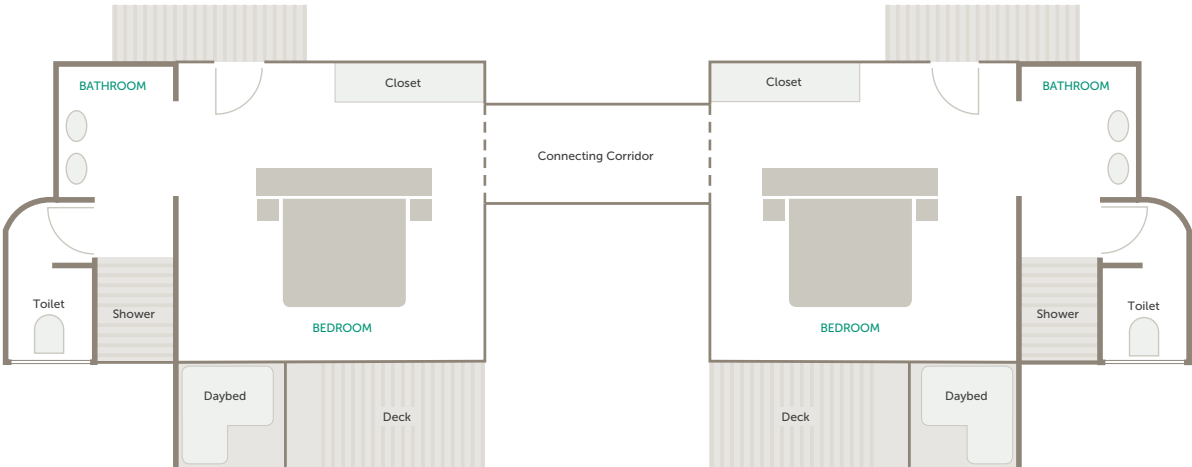 Closet
Closet
BATHROOM
BATHROOM
Connecting Corridor
Toilet
Toilet
Shower
Shower
BEDROOM
BEDROOM
Daybed
Daybed
Deck
Deck